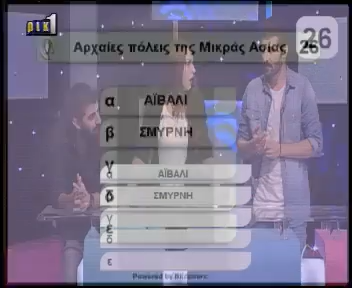 ΡΙΚ 1
Αρχαίες πόλεις της Μικράς Ασίας 26
26
α ΑΪΒΑΛΙ
β ΣΜΥΡΝΗ
γ
α ΑΪΒΑΛΙ
δ ΣΜΥΡΝΗ
γ
ε
δ
ε
Powered by